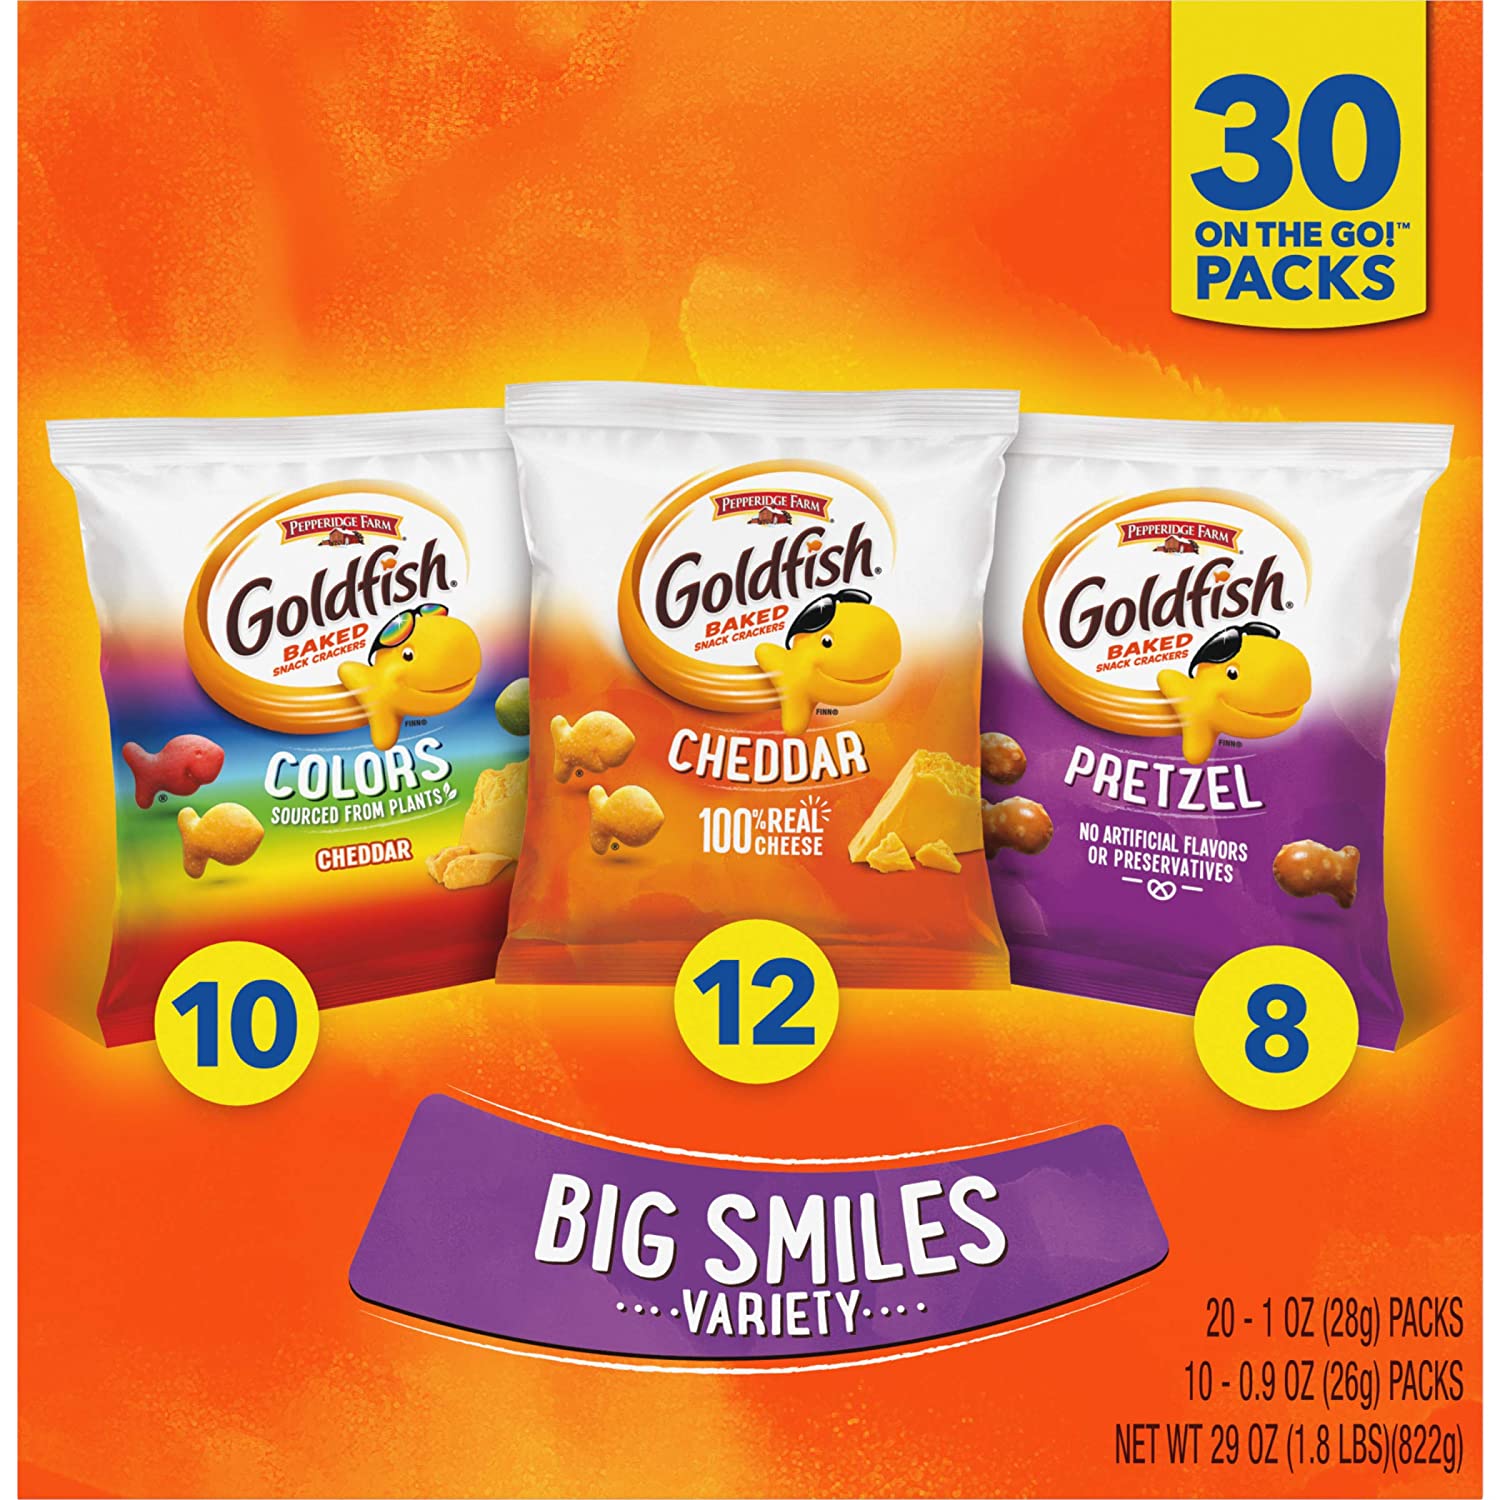 30
ON THE GO!™
PACKS
PEPPERIDGE FARM
Goldfish®
BAKED
SNACK CRACKERS
FINN®
COLORS
SOURCED FROM PLANTS
CHEDDAR
®
10
PEPPERIDGE FARM
Goldfish®
BAKED
SNACK CRACKERS
FINN®
CHEDDAR
100% REAL
CHEESE
®
®
12
PEPPERIDGE FARM
Goldfish®
BAKED
SNACK CRACKERS
FINN®
PRETZEL
NO ARTIFICIAL FLAVORS
OR PRESERVATIVES
8
BIG SMILES
····VARIETY····
20 - 1 OZ (28g) PACKS
10 - 0.9 OZ (26g) PACKS
NET WT 29 OZ (1.8 LBS)(822g)